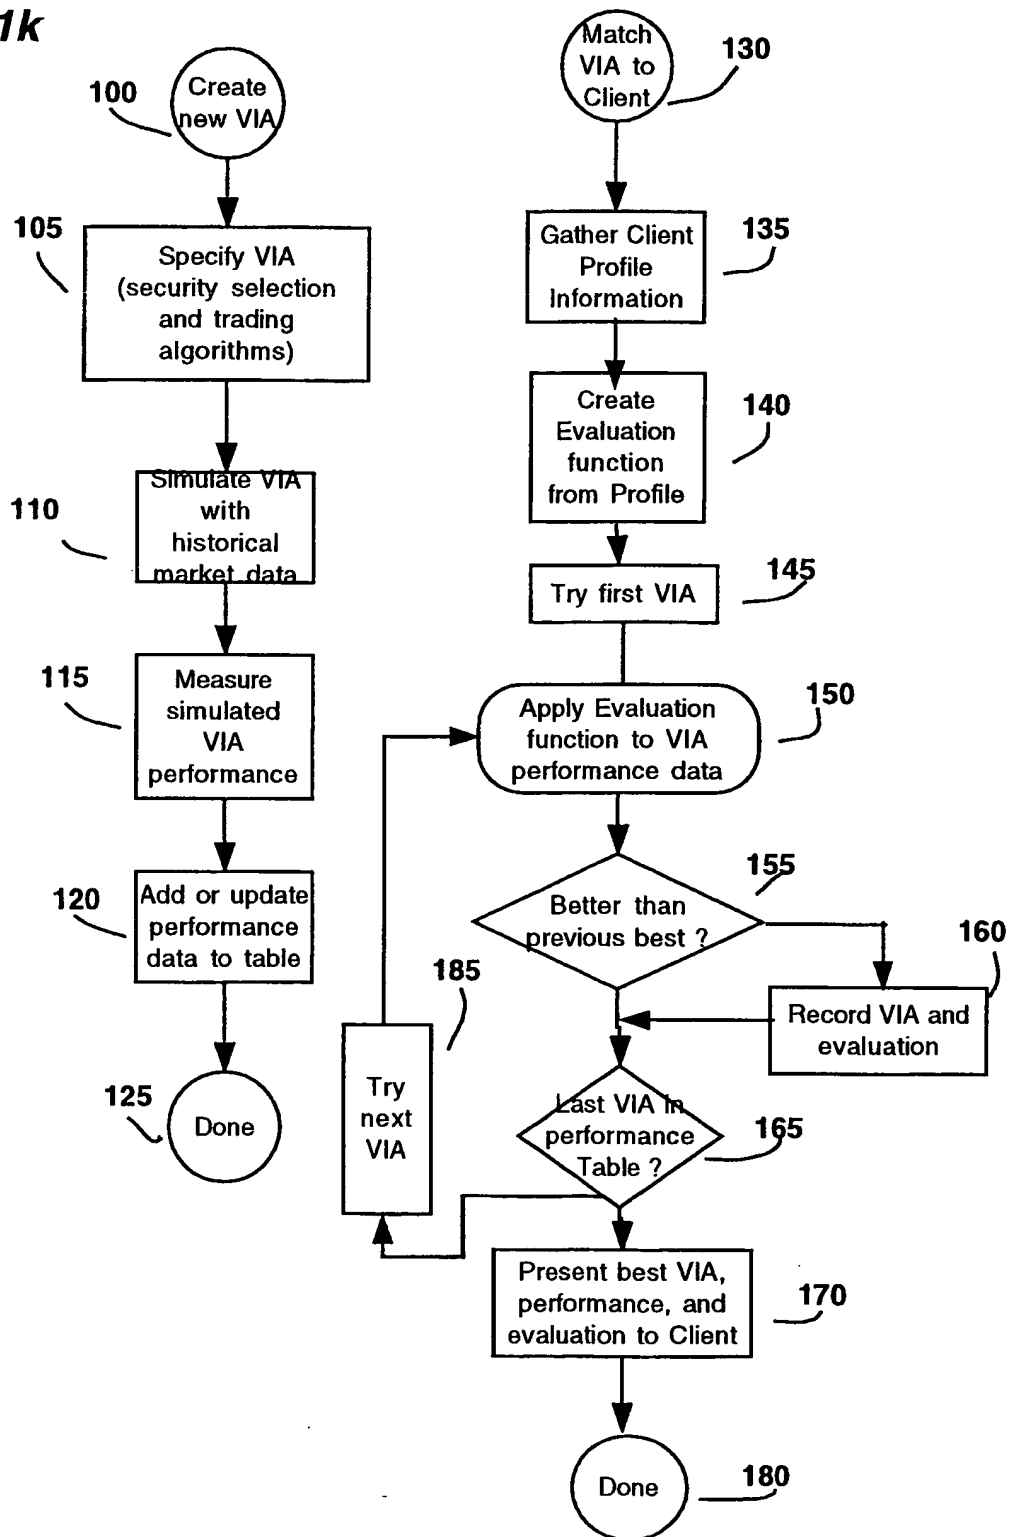 1k
100
Create
new VIA
105
Specify VIA
(security selection
and trading
algorithms)
110
Simulate VIA
with
historical
market data
115
Measure
simulated
VIA
performance
120
Add or update
performance
data to table
125
Done
Match
VIA to
Client
130
Gather Client
Profile
Information
135
Create
Evaluation
function
from Profile
140
Try first VIA
145
Apply Evaluation
function to VIA
performance data
150
Better than
previous best ?
155
160
Record VIA and
evaluation
185
Try
next
VIA
Last VIA in
performance
Table ?
165
Present best VIA,
performance, and
evaluation to Client
170
Done
180